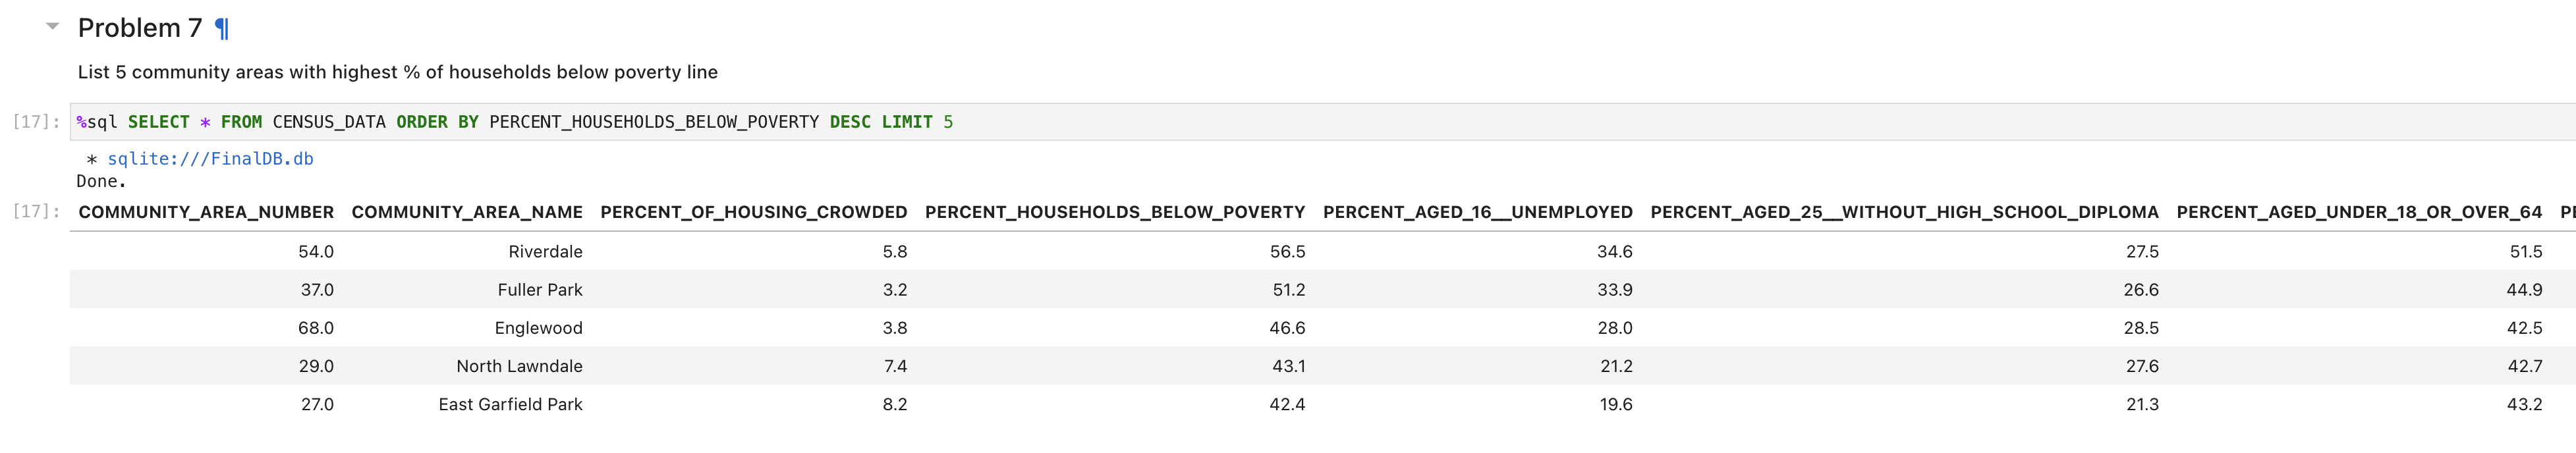 Problem 7 ¶
List 5 community areas with highest % of households below poverty line
[17]: %sql SELECT * FROM CENSUS_DATA ORDER BY PERCENT_HOUSEHOLDS_BELOW_POVERTY DESC LIMIT 5
* sqlite:///FinalDB.db
Done.
[17]: COMMUNITY_AREA_NUMBER COMMUNITY_AREA_NAME PERCENT_OF_HOUSING_CROWDED PERCENT_HOUSEHOLDS_BELOW_POVERTY PERCENT_AGED_16__UNEMPLOYED PERCENT_AGED_25__WITHOUT_HIGH_SCHOOL_DIPLOMA PERCENT_AGED_UNDER_18_OR_OVER_64
54.0 Riverdale 5.8 56.5 34.6 27.5 51.5
37.0 Fuller Park 3.2 51.2 33.9 26.6 44.9
68.0 Englewood 3.8 46.6 28.0 28.5 42.5
29.0 North Lawndale 7.4 43.1 21.2 27.6 42.7
27.0 East Garfield Park 8.2 42.4 19.6 21.3 43.2